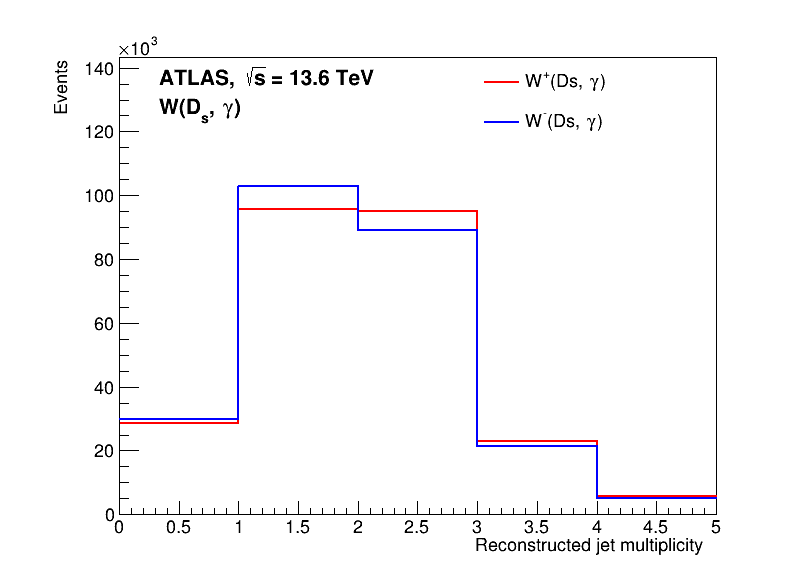 ×10³
Events
140
120
100
80
60
40
20
0
ATLAS, √s = 13.6 TeV
W(Dₛ, γ)
W⁺(Ds, γ)
W⁻(Ds, γ)
0 0.5 1 1.5 2 2.5 3 3.5 4 4.5 5
Reconstructed jet multiplicity